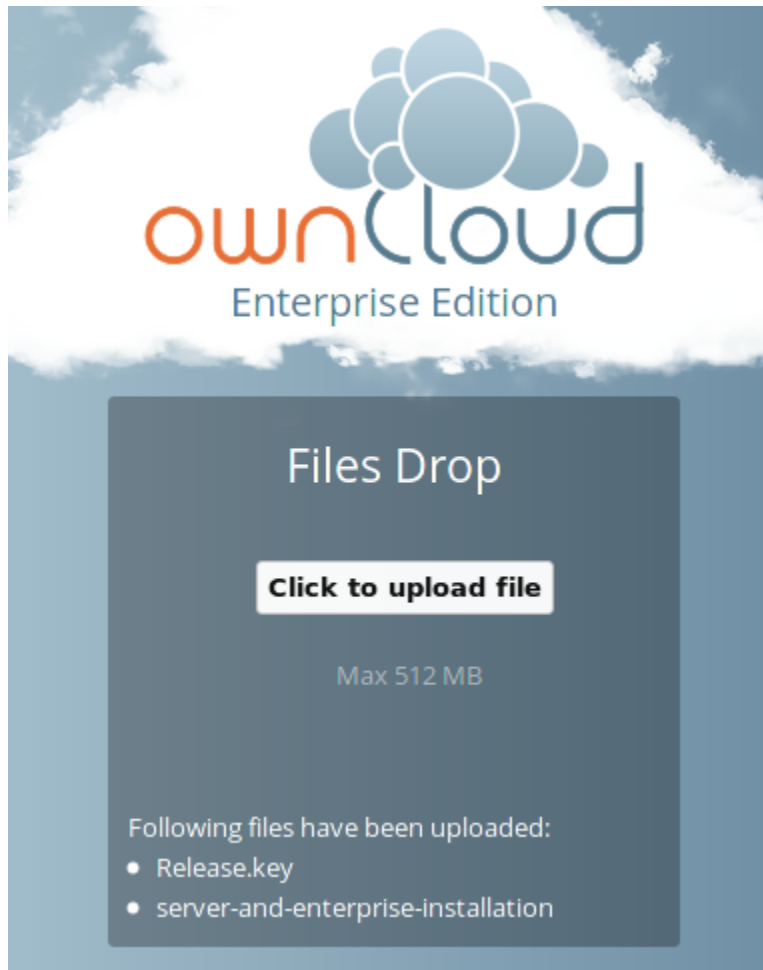 ownCloud
Enterprise Edition
Files Drop
Click to upload file
Max 512 MB
Following files have been uploaded:
• Release.key
• server-and-enterprise-installation